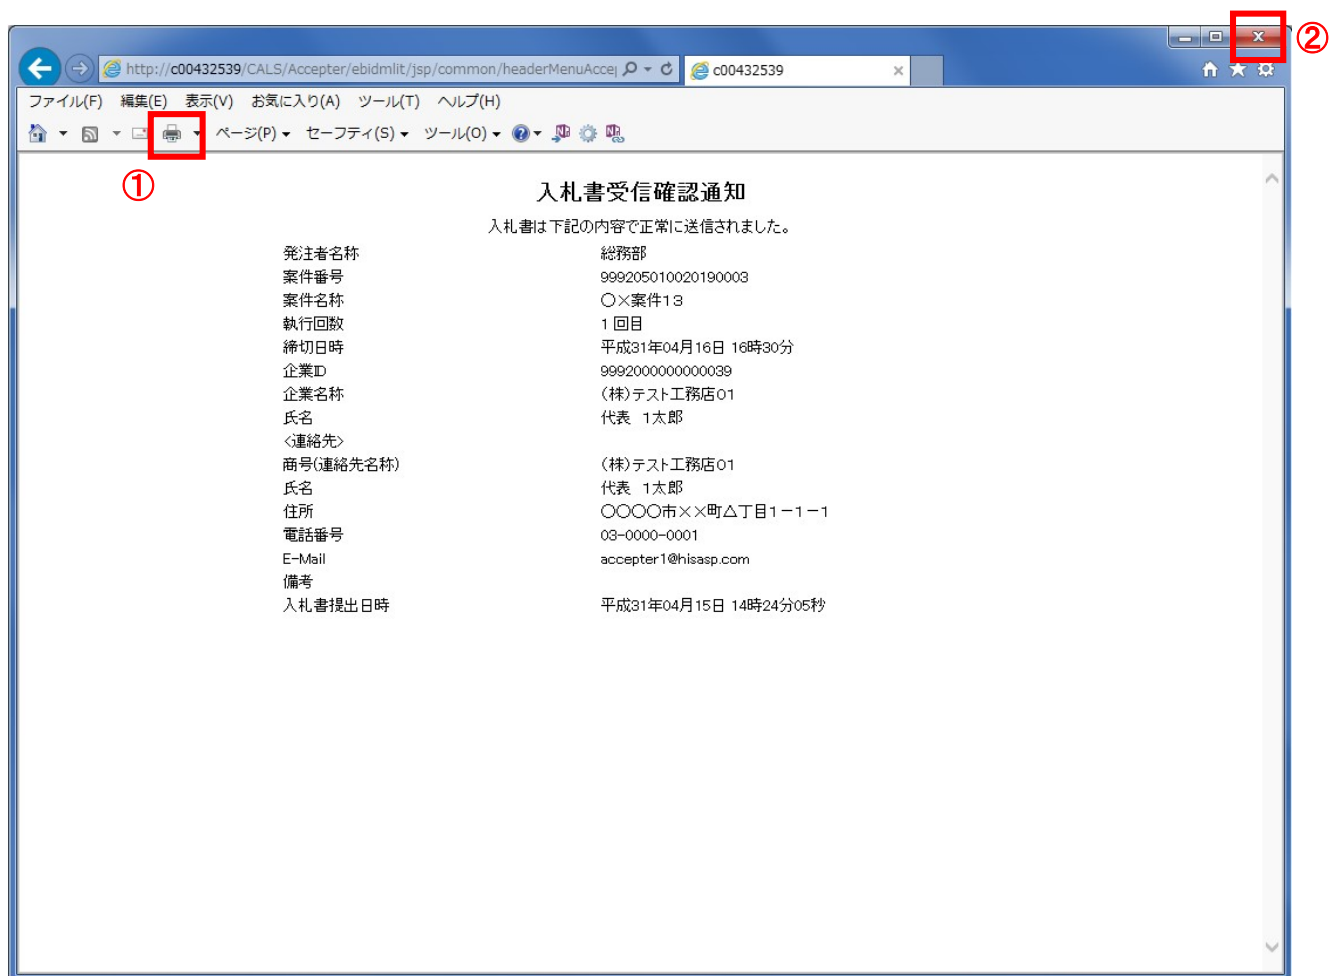 ②
http://c00432539/CALS/Accepter/ebidmlit/jsp/common/headerMenuAccep
c00432539
ファイル(F) 編集(E) 表示(V) お気に入り(A) ツール(T) ヘルプ(H)
ページ(P) セーフティ(S) ツール(O)
①
入札書受信確認通知
入札書は下記の内容で正常に送信されました。
発注者名称 総務部
案件番号 999205010020190003
案件名称 〇×案件13
執行回数 1回目
締切日時 平成31年04月16日 16時30分
企業ID 9992000000000039
企業名称 (株)テスト工務店01
氏名 代表 1太郎
<連絡先>
商号(連絡先名称) (株)テスト工務店01
氏名 代表 1太郎
住所 〇〇〇〇市××町△丁目1-1-1
電話番号 03-0000-0001
E-Mail accepter1@hisasp.com
備考
入札書提出日時 平成31年04月15日 14時24分05秒